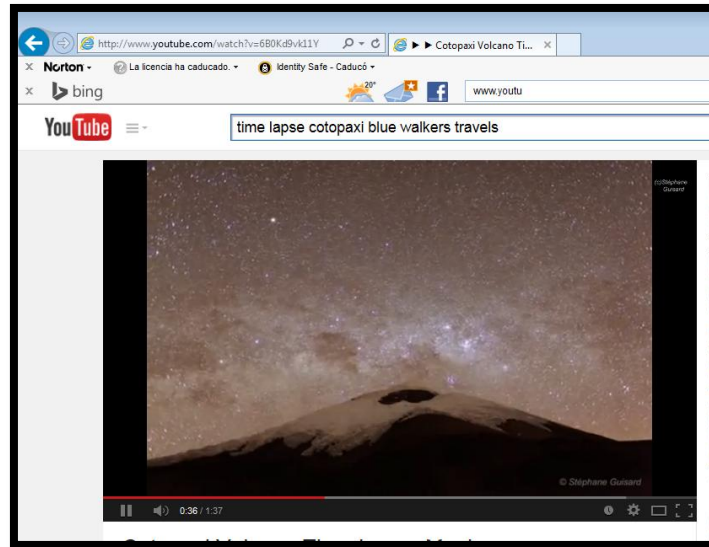 http://www.youtube.com/watch?v=6B0Kd9vk11Y
Cotopaxi Volcano Ti...
Norton
La licencia ha caducado.
Identity Safe - Caducó
bing
20°
www.youtu
YouTube
time lapse cotopaxi blue walkers travels
(c)Stéphane
Guisard
© Stéphane Guisard
0:36 / 1:37